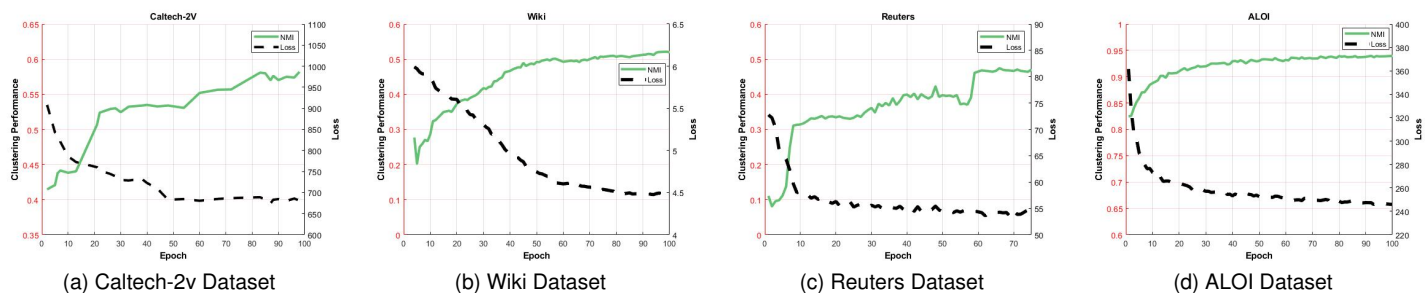 Caltech-2V
Clustering Performance
0.65
0.6
0.55
0.5
0.45
0.4
0.35
1100
1050
1000
950
900
850
800
750
700
650
600
Loss
NMI
Loss
0 10 20 30 40 50 60 70 80 90 100
Epoch
(a) Caltech-2v Dataset
Wiki
Clustering Performance
0.6
0.5
0.4
0.3
0.2
0.1
0
6.5
6
5.5
5
4.5
4
Loss
NMI
Loss
0 10 20 30 40 50 60 70 80 90 100
Epoch
(b) Wiki Dataset
Reuters
Clustering Performance
0.6
0.5
0.4
0.3
0.2
0.1
0
90
85
80
75
70
65
60
55
50
Loss
NMI
Loss
0 10 20 30 40 50 60 70
Epoch
(c) Reuters Dataset
ALOI
Clustering Performance
1
0.95
0.9
0.85
0.8
0.75
0.7
0.65
0.6
400
380
360
340
320
300
280
260
240
220
Loss
NMI
Loss
0 10 20 30 40 50 60 70 80 90 100
Epoch
(d) ALOI Dataset